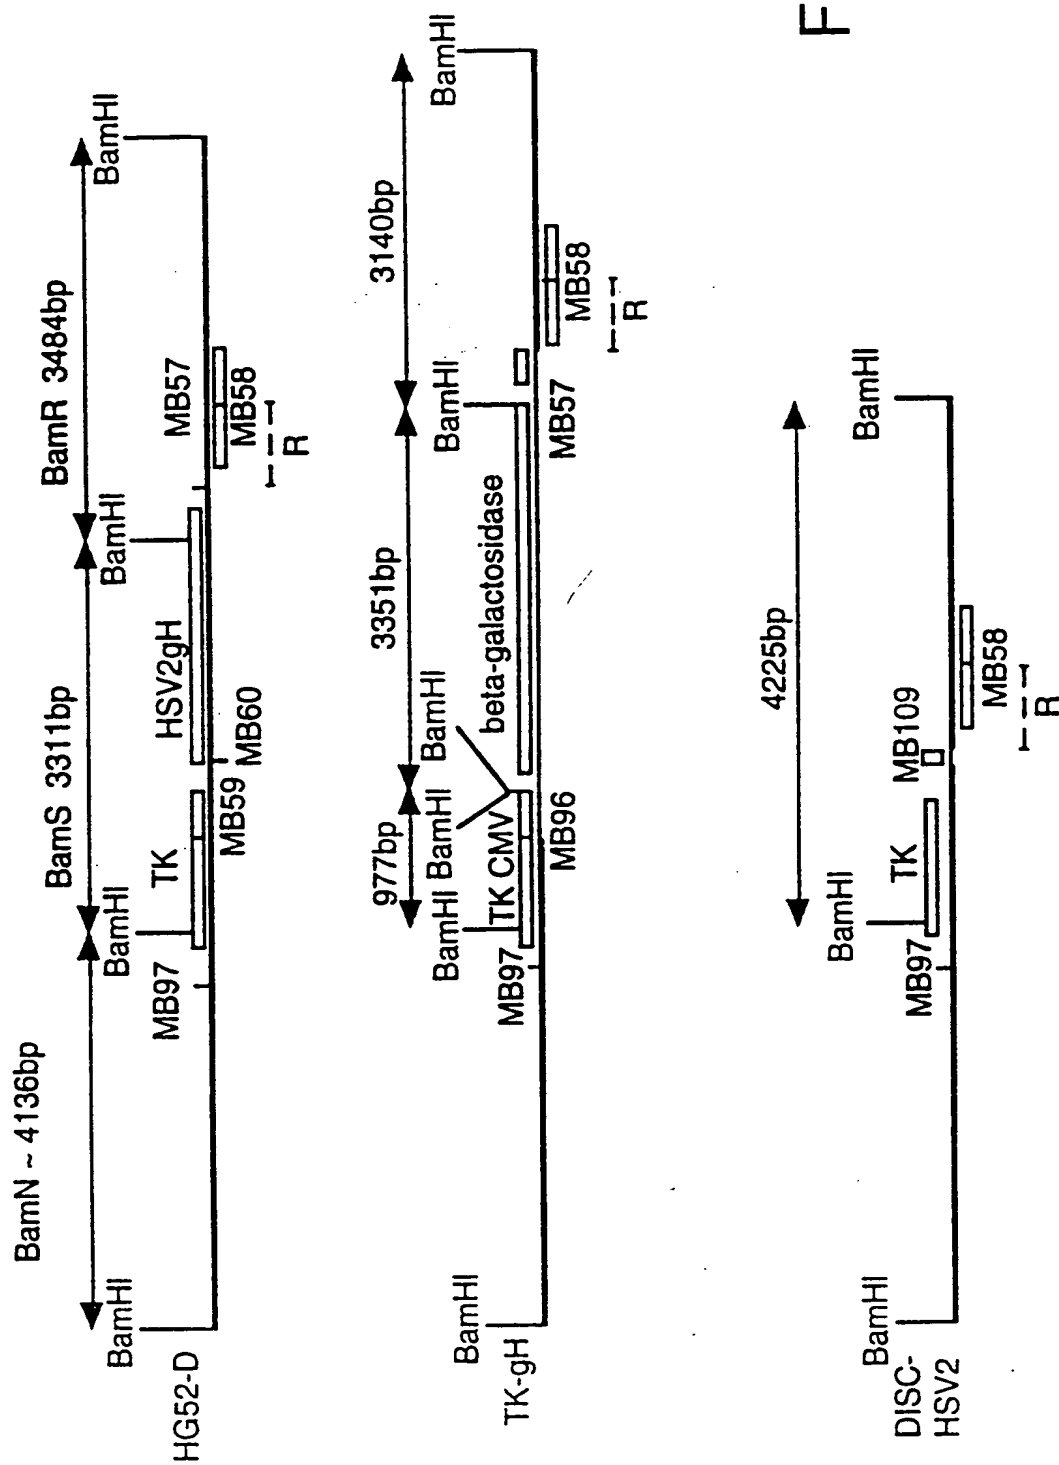 BamN ~ 4136bp
BamS 3311bp
BamR 3484bp
BamHI
BamHI
BamHI
BamHI
HG52-D
MB97
TK
MB59
MB60
HSV2gH
MB57
MB58
R
977bp
3351bp
3140bp
BamHI
BamHI
BamHI
BamHI
BamHI
BamHI
TK-gH
MB97
TK CMV
MB96
beta-galactosidase
MB57
MB58
R
4225bp
BamHI
BamHI
BamHI
DISC-
HSV2
MB97
TK
MB109
MB58
R
F